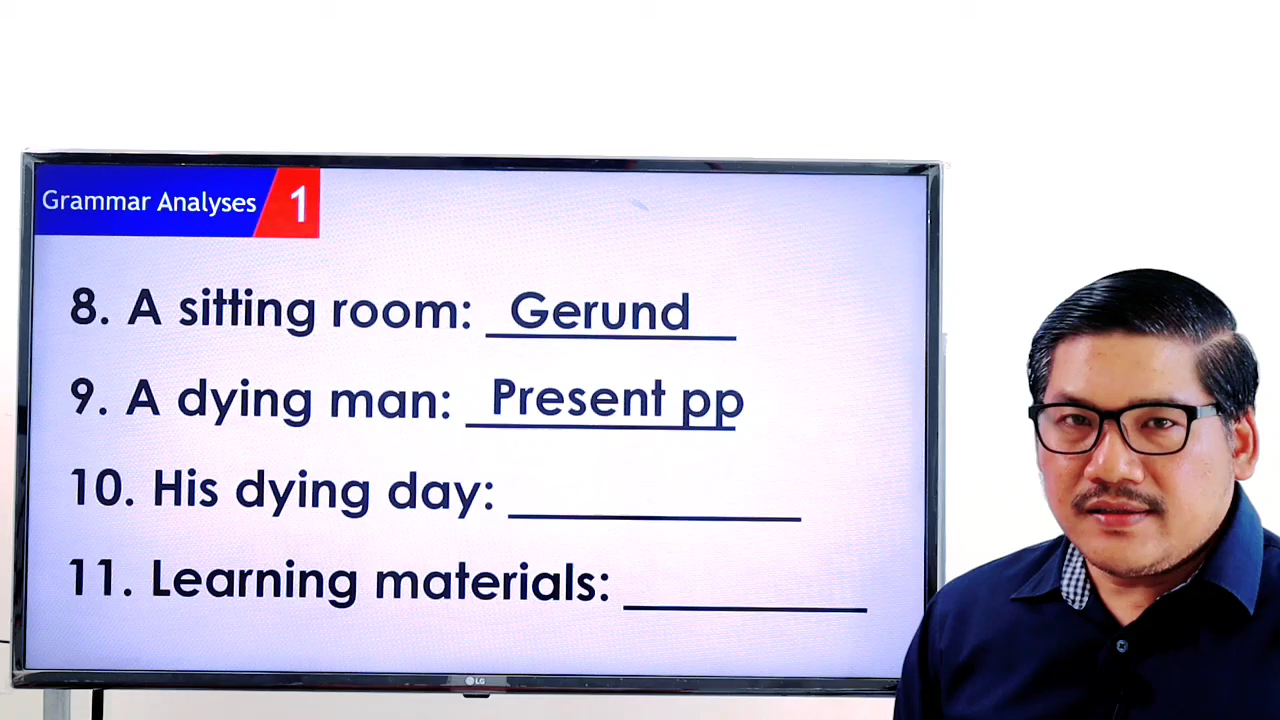 Grammar Analyses 1
8. A sitting room: Gerund
9. A dying man: Present pp
10. His dying day:
11. Learning materials:
LG